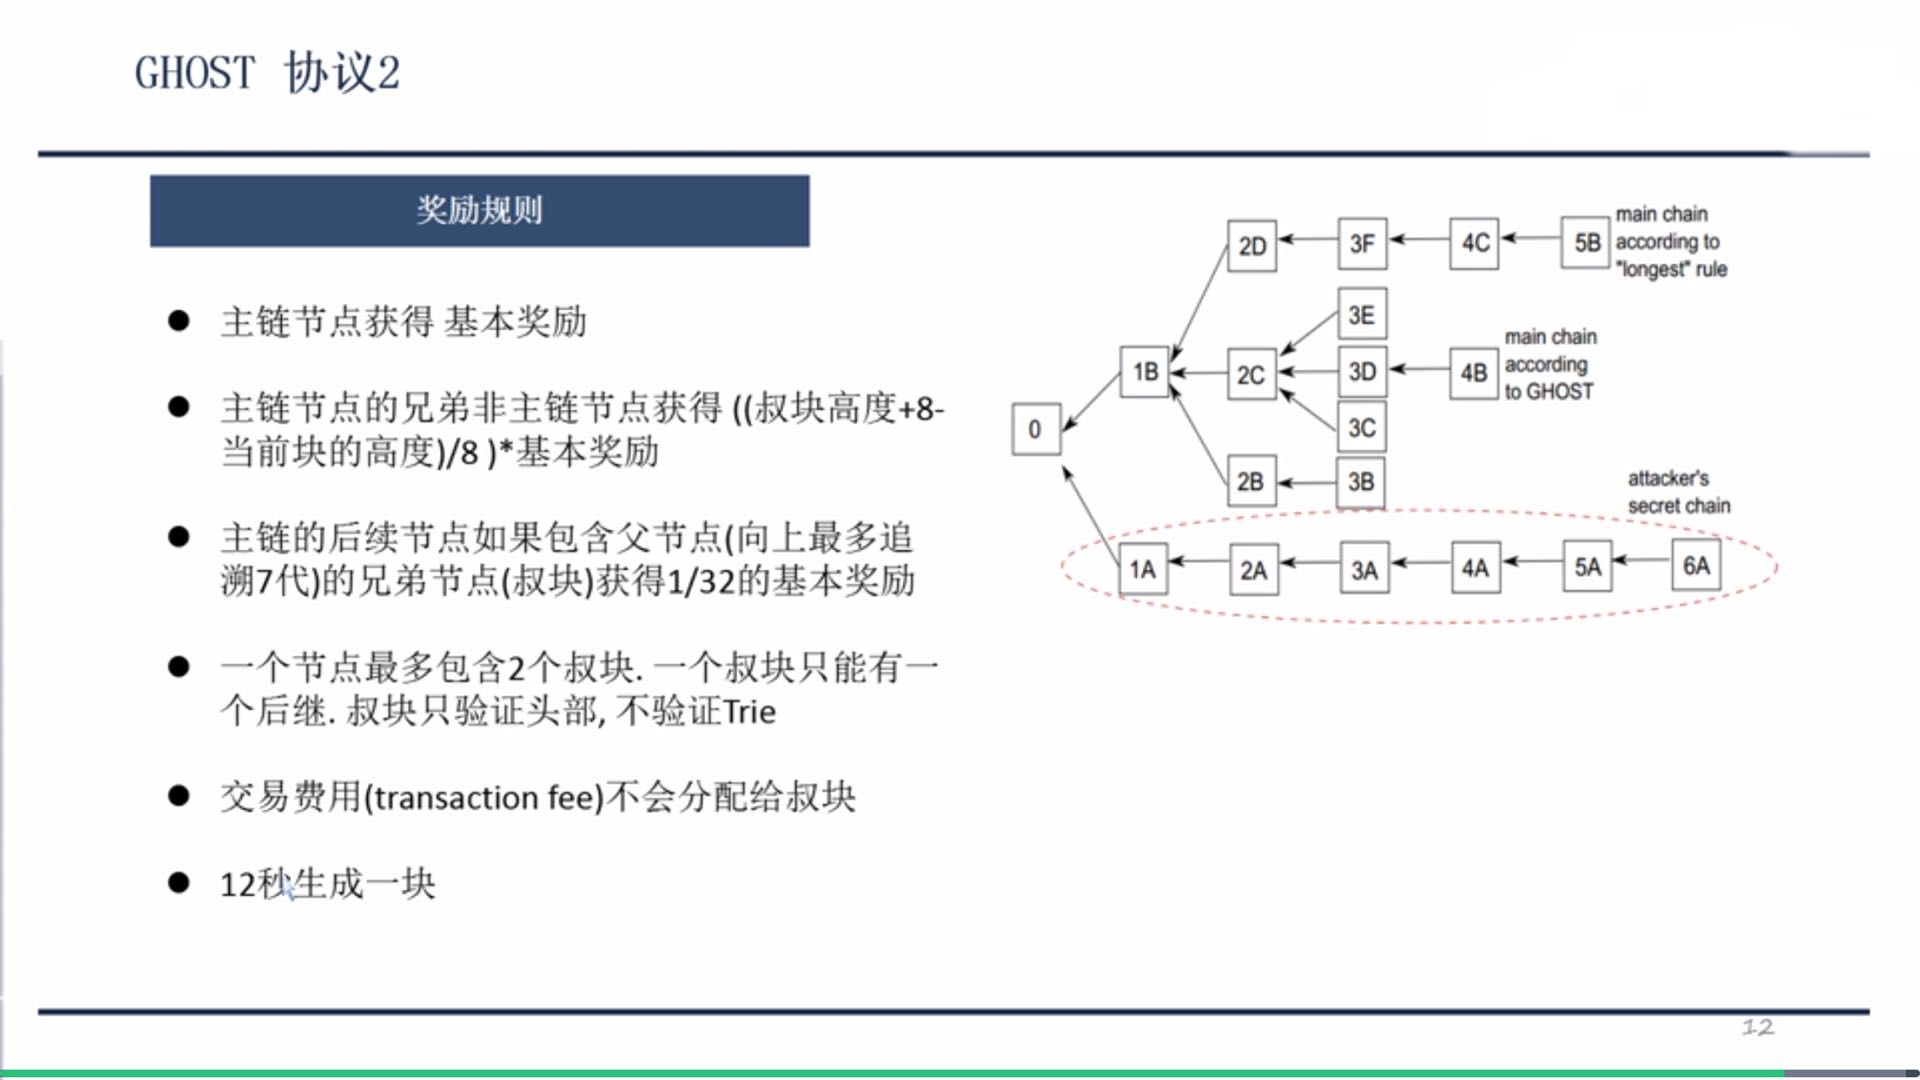 GHOST 协议2
奖励规则
主链节点获得 基本奖励
主链节点的兄弟非主链节点获得 ((叔块高度+8-
当前块的高度)/8 )*基本奖励
主链的后续节点如果包含父节点(向上最多追
溯7代)的兄弟节点(叔块)获得1/32的基本奖励
一个节点最多包含2个叔块. 一个叔块只能有一
个后继. 叔块只验证头部, 不验证Trie
交易费用(transaction fee)不会分配给叔块
12秒生成一块
2D
3F
4C
5B
main chain
according to
"longest" rule
3E
1B
2C
3D
4B
main chain
according
to GHOST
0
3C
2B
3B
attacker's
secret chain
1A
2A
3A
4A
5A
6A
12